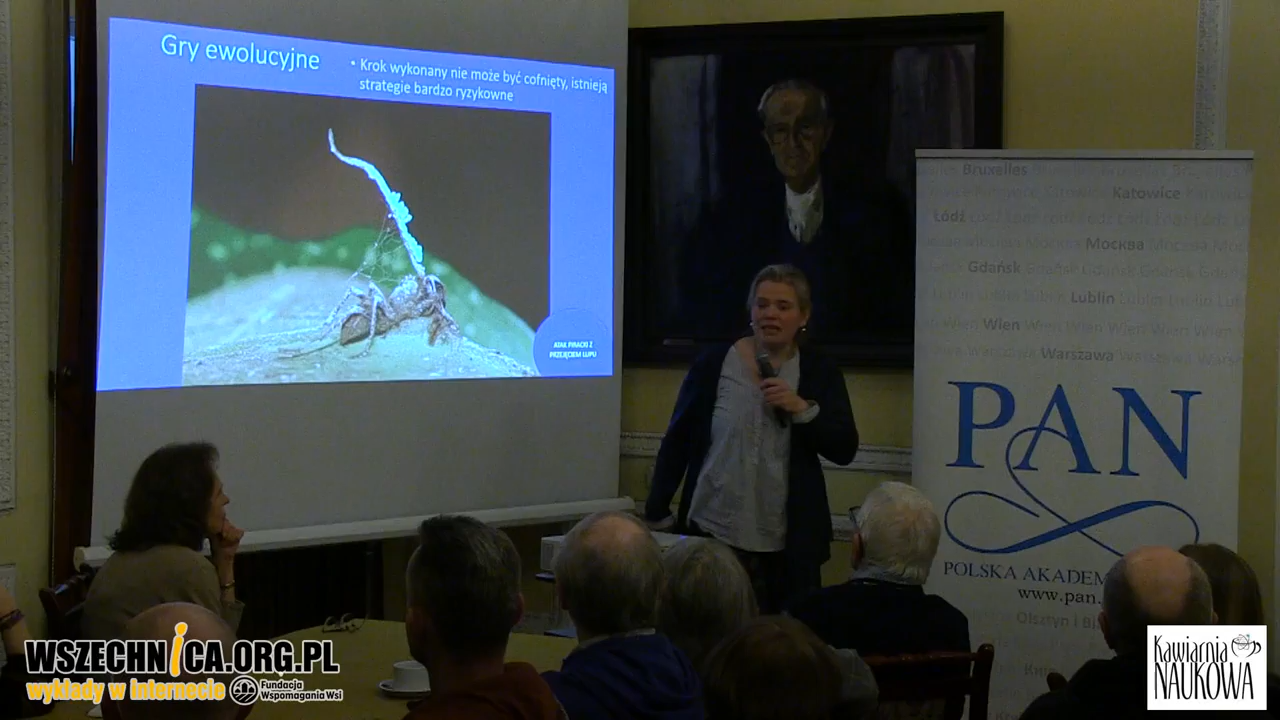 Gry ewolucyjne
• Krok wykonany nie może być cofnięty, istnieją
strategie bardzo ryzykowne
ATAK PIRACKI Z
PRZEJĘCIEM ŁUPU
Bruxelles
Katowice
Łódź
Москва
Gdańsk
Lublin
Wien
Warszawa
PAN
POLSKA AKADEM
www.pan.
Olsztyn i
WSZECHNICA.ORG.PL
wykłady w internecie
Fundacja
Wspomagania Wsi
Kawiarnia
NAUKOWA